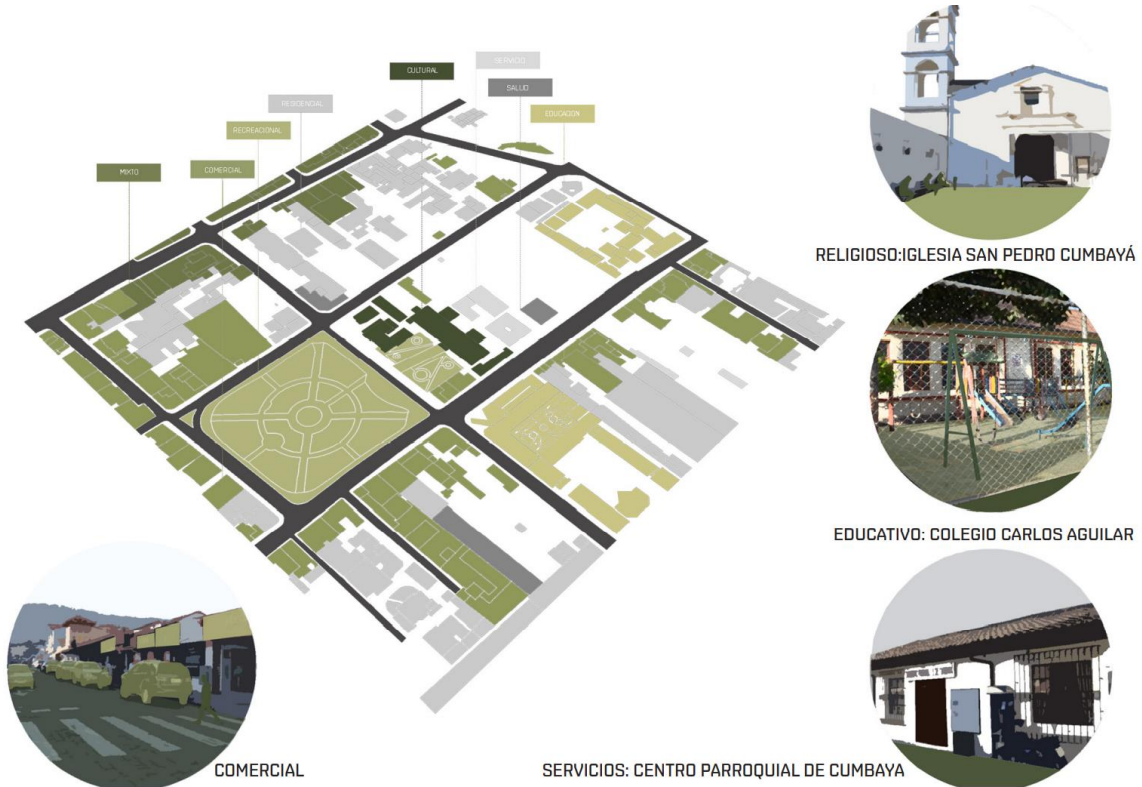 SERVICIO
CULTURAL
SALUD
RESIDENCIAL
EDUCACION
RECREACIONAL
MIXTO
COMERCIAL
RELIGIOSO:IGLESIA SAN PEDRO CUMBAYÁ
EDUCATIVO: COLEGIO CARLOS AGUILAR
COMERCIAL
SERVICIOS: CENTRO PARROQUIAL DE CUMBAYA